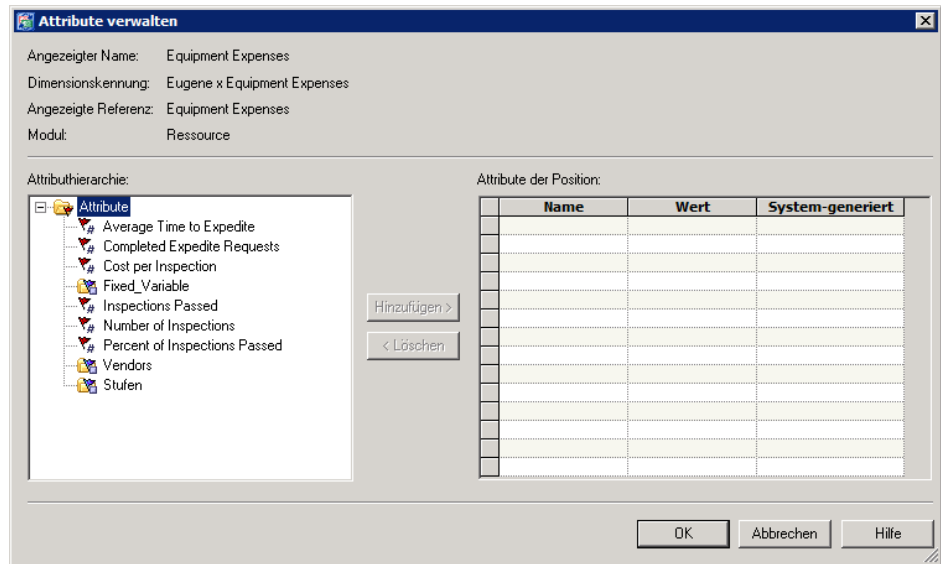 Attribute verwalten
Angezeigter Name: Equipment Expenses
Dimensionskennung: Eugene x Equipment Expenses
Angezeigte Referenz: Equipment Expenses
Modul: Ressource
Attributhierarchie:
Attribute
Average Time to Expedite
Completed Expedite Requests
Cost per Inspection
Fixed_Variable
Inspections Passed
Number of Inspections
Percent of Inspections Passed
Vendors
Stufen
Hinzufügen >
< Löschen
Attribute der Position:
Name Wert System-generiert
OK Abbrechen Hilfe